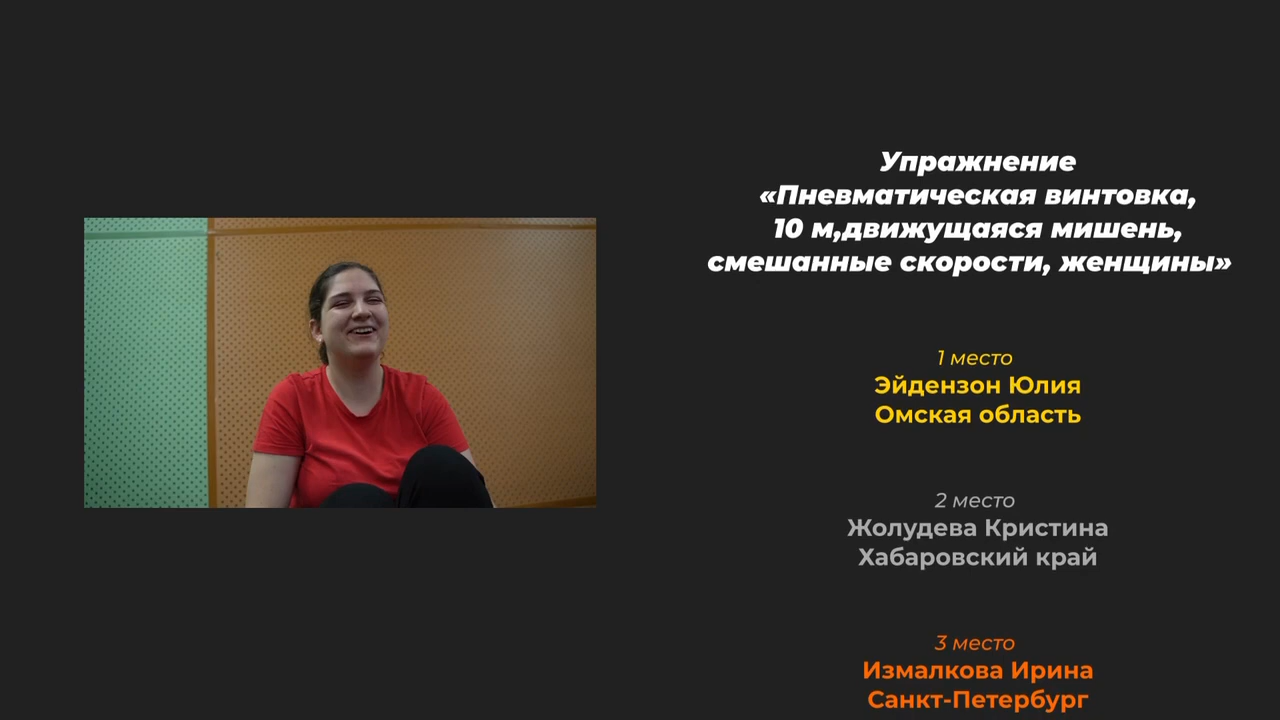 Упражнение
«Пневматическая винтовка,
10 м,движущаяся мишень,
смешанные скорости, женщины»
1 место
Эйдензон Юлия
Омская область
2 место
Жолудева Кристина
Хабаровский край
3 место
Измалкова Ирина
Санкт-Петербург